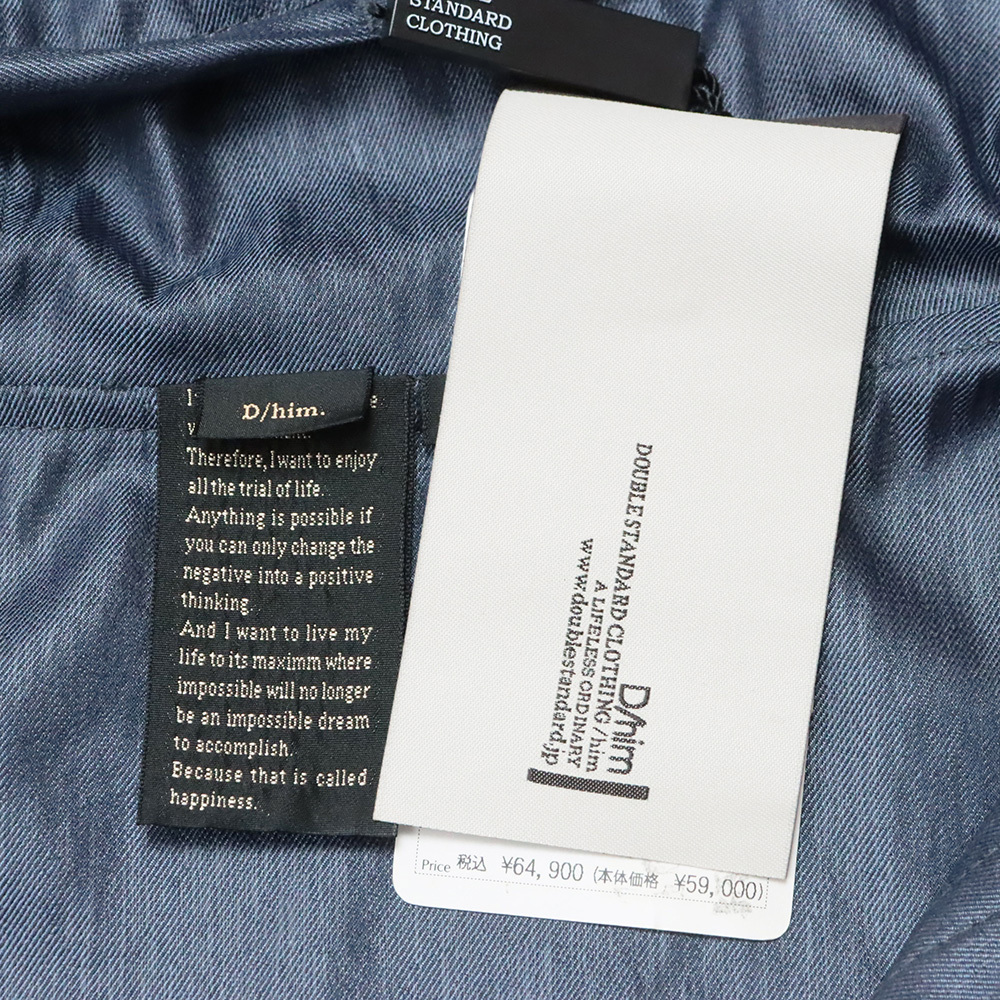 STANDARD
CLOTHING
D/him.
Therefore, I want to enjoy
all the trial of life.
Anything is possible if
you can only change the
negative into a positive
thinking.
And I want to live my
life to its maximm where
impossible will no longer
be an impossible dream
to accomplish.
Because that is called
happiness.
D/him
DOUBLE STANDARD CLOTHING/him
A LIFELESS ORDINARY
www.doublestandard.jp
Price 税込 ¥64,900 (本体価格 ¥59,000)